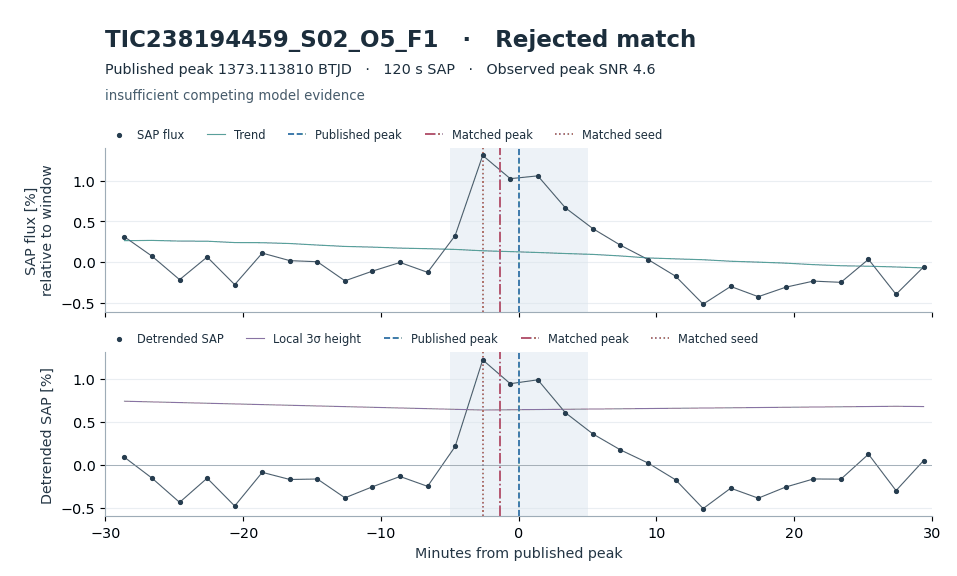 TIC238194459_S02_O5_F1 · Rejected match
Published peak 1373.113810 BTJD · 120 s SAP · Observed peak SNR 4.6
insufficient competing model evidence
SAP flux Trend Published peak Matched peak Matched seed
SAP flux [%]
relative to window
1.0
0.5
0.0
−0.5
Detrended SAP Local 3σ height Published peak Matched peak Matched seed
Detrended SAP [%]
1.0
0.5
0.0
−0.5
−30 −20 −10 0 10 20 30
Minutes from published peak